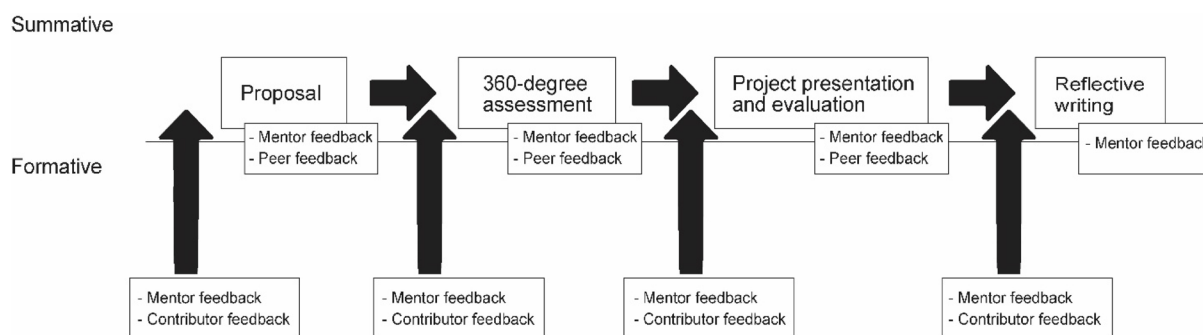 Summative
Proposal
360-degree
assessment
Project presentation
and evaluation
Reflective
writing
- Mentor feedback
- Peer feedback
- Mentor feedback
- Peer feedback
- Mentor feedback
- Peer feedback
- Mentor feedback
Formative
- Mentor feedback
- Contributor feedback
- Mentor feedback
- Contributor feedback
- Mentor feedback
- Contributor feedback
- Mentor feedback
- Contributor feedback